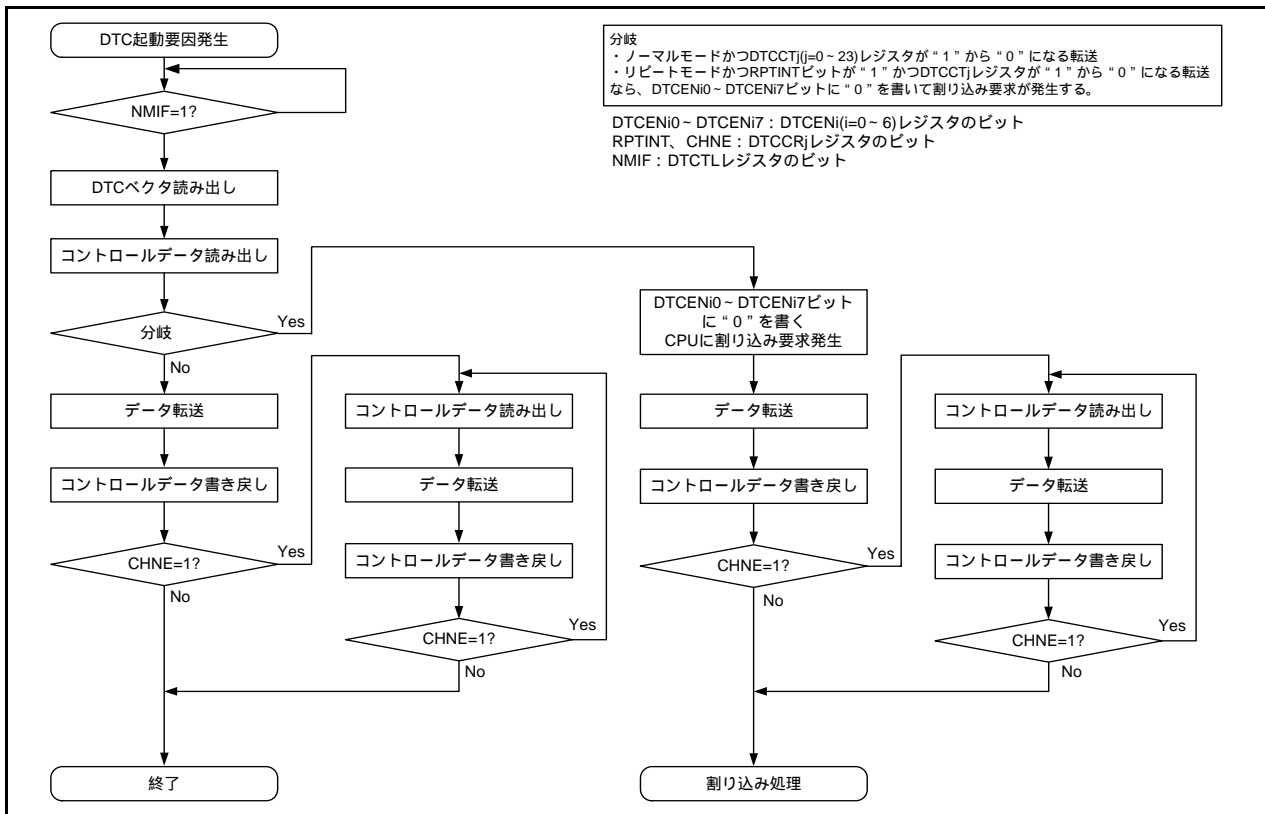 DTC起動要因発生
NMIF=1?
DTCベクタ読み出し
コントロールデータ読み出し
分岐
Yes
No
データ転送
コントロールデータ書き戻し
CHNE=1?
Yes
No
終了
コントロールデータ読み出し
データ転送
コントロールデータ書き戻し
CHNE=1?
Yes
No
分岐
・ノーマルモードかつDTCCTj(j=0~23)レジスタが“1”から“0”になる転送
・リピートモードかつRPTINTビットが“1”かつDTCCTjレジスタが“1”から“0”になる転送
なら、DTCENi0~DTCENi7ビットに“0”を書いて割り込み要求が発生する。
DTCENi0~DTCENi7:DTCENi(i=0~6)レジスタのビット
RPTINT、CHNE:DTCCRjレジスタのビット
NMIF:DTCTLレジスタのビット
DTCENi0~DTCENi7ビット
に“0”を書く
CPUに割り込み要求発生
データ転送
コントロールデータ書き戻し
CHNE=1?
Yes
No
割り込み処理
コントロールデータ読み出し
データ転送
コントロールデータ書き戻し
CHNE=1?
Yes
No